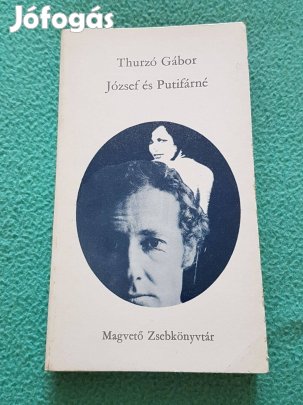 Jófogás
Thurzó Gábor
József és Putifárné
Magvető Zsebkönyvtár